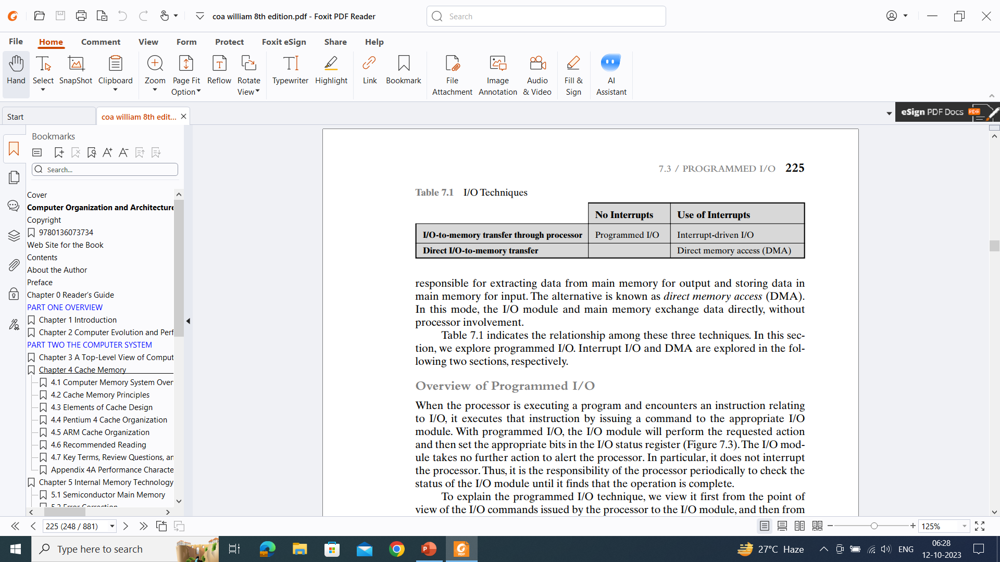 coa william 8th edition.pdf - Foxit PDF Reader
Search
File
Home
Comment
View
Form
Protect
Foxit eSign
Share
Help
Hand
Select
SnapShot
Clipboard
Zoom
Page Fit
Option
Reflow
Rotate
View
Typewriter
Highlight
Link
Bookmark
File
Attachment
Image
Annotation
Audio
& Video
Fill &
Sign
AI
Assistant
Start
coa william 8th edit...
eSign PDF Docs
PDF
Bookmarks
Search...
Cover
Computer Organization and Architecture
Copyright
9780136073734
Web Site for the Book
Contents
About the Author
Preface
Chapter 0 Reader's Guide
PART ONE OVERVIEW
Chapter 1 Introduction
Chapter 2 Computer Evolution and Perf
PART TWO THE COMPUTER SYSTEM
Chapter 3 A Top-Level View of Comput
Chapter 4 Cache Memory
4.1 Computer Memory System Over
4.2 Cache Memory Principles
4.3 Elements of Cache Design
4.4 Pentium 4 Cache Organization
4.5 ARM Cache Organization
4.6 Recommended Reading
4.7 Key Terms, Review Questions, an
Appendix 4A Performance Characte
Chapter 5 Internal Memory Technology
5.1 Semiconductor Main Memory
5.2 Error Correction
7.3 / PROGRAMMED I/O 225
Table 7.1 I/O Techniques
No Interrupts Use of Interrupts
I/O-to-memory transfer through processor Programmed I/O Interrupt-driven I/O
Direct I/O-to-memory transfer Direct memory access (DMA)
responsible for extracting data from main memory for output and storing data in
main memory for input. The alternative is known as direct memory access (DMA).
In this mode, the I/O module and main memory exchange data directly, without
processor involvement.
Table 7.1 indicates the relationship among these three techniques. In this sec-
tion, we explore programmed I/O. Interrupt I/O and DMA are explored in the fol-
lowing two sections, respectively.
Overview of Programmed I/O
When the processor is executing a program and encounters an instruction relating
to I/O, it executes that instruction by issuing a command to the appropriate I/O
module. With programmed I/O, the I/O module will perform the requested action
and then set the appropriate bits in the I/O status register (Figure 7.3). The I/O mod-
ule takes no further action to alert the processor. In particular, it does not interrupt
the processor. Thus, it is the responsibility of the processor periodically to check the
status of the I/O module until it finds that the operation is complete.
To explain the programmed I/O technique, we view it first from the point of
view of the I/O commands issued by the processor to the I/O module, and then from
225 (248 / 881)
125%
Type here to search
27°C Haze
ENG
06:28
12-10-2023